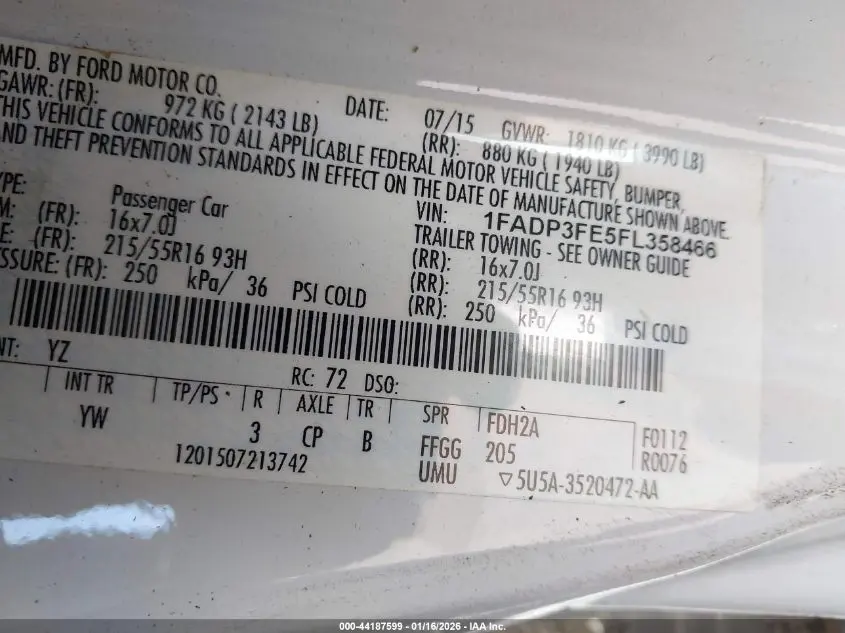 MFD. BY FORD MOTOR CO.
DATE: 07/15 GVWR: 1810 KG ( 3990 LB)
GAWR: (FR): 972 KG ( 2143 LB) (RR): 880 KG ( 1940 LB)
THIS VEHICLE CONFORMS TO ALL APPLICABLE FEDERAL MOTOR VEHICLE SAFETY, BUMPER,
AND THEFT PREVENTION STANDARDS IN EFFECT ON THE DATE OF MANUFACTURE SHOWN ABOVE.
VIN: 1FADP3FE5FL358466
YPE: Passenger Car TRAILER TOWING - SEE OWNER GUIDE
M: (FR): 16x7.0J (RR): 16x7.0J
E: (FR): 215/55R16 93H (RR): 215/55R16 93H
SSURE: (FR): 250 kPa/ 36 PSI COLD (RR): 250 kPa/ 36 PSI COLD
NT: YZ RC: 72 DSO:
INT TR TP/PS R AXLE TR SPR FDH2A F0112
YW 3 CP B FFGG 205 R0076
1201507213742 UMU ▽5U5A-3520472-AA
000-44187599 - 01/16/2026 - IAA Inc.